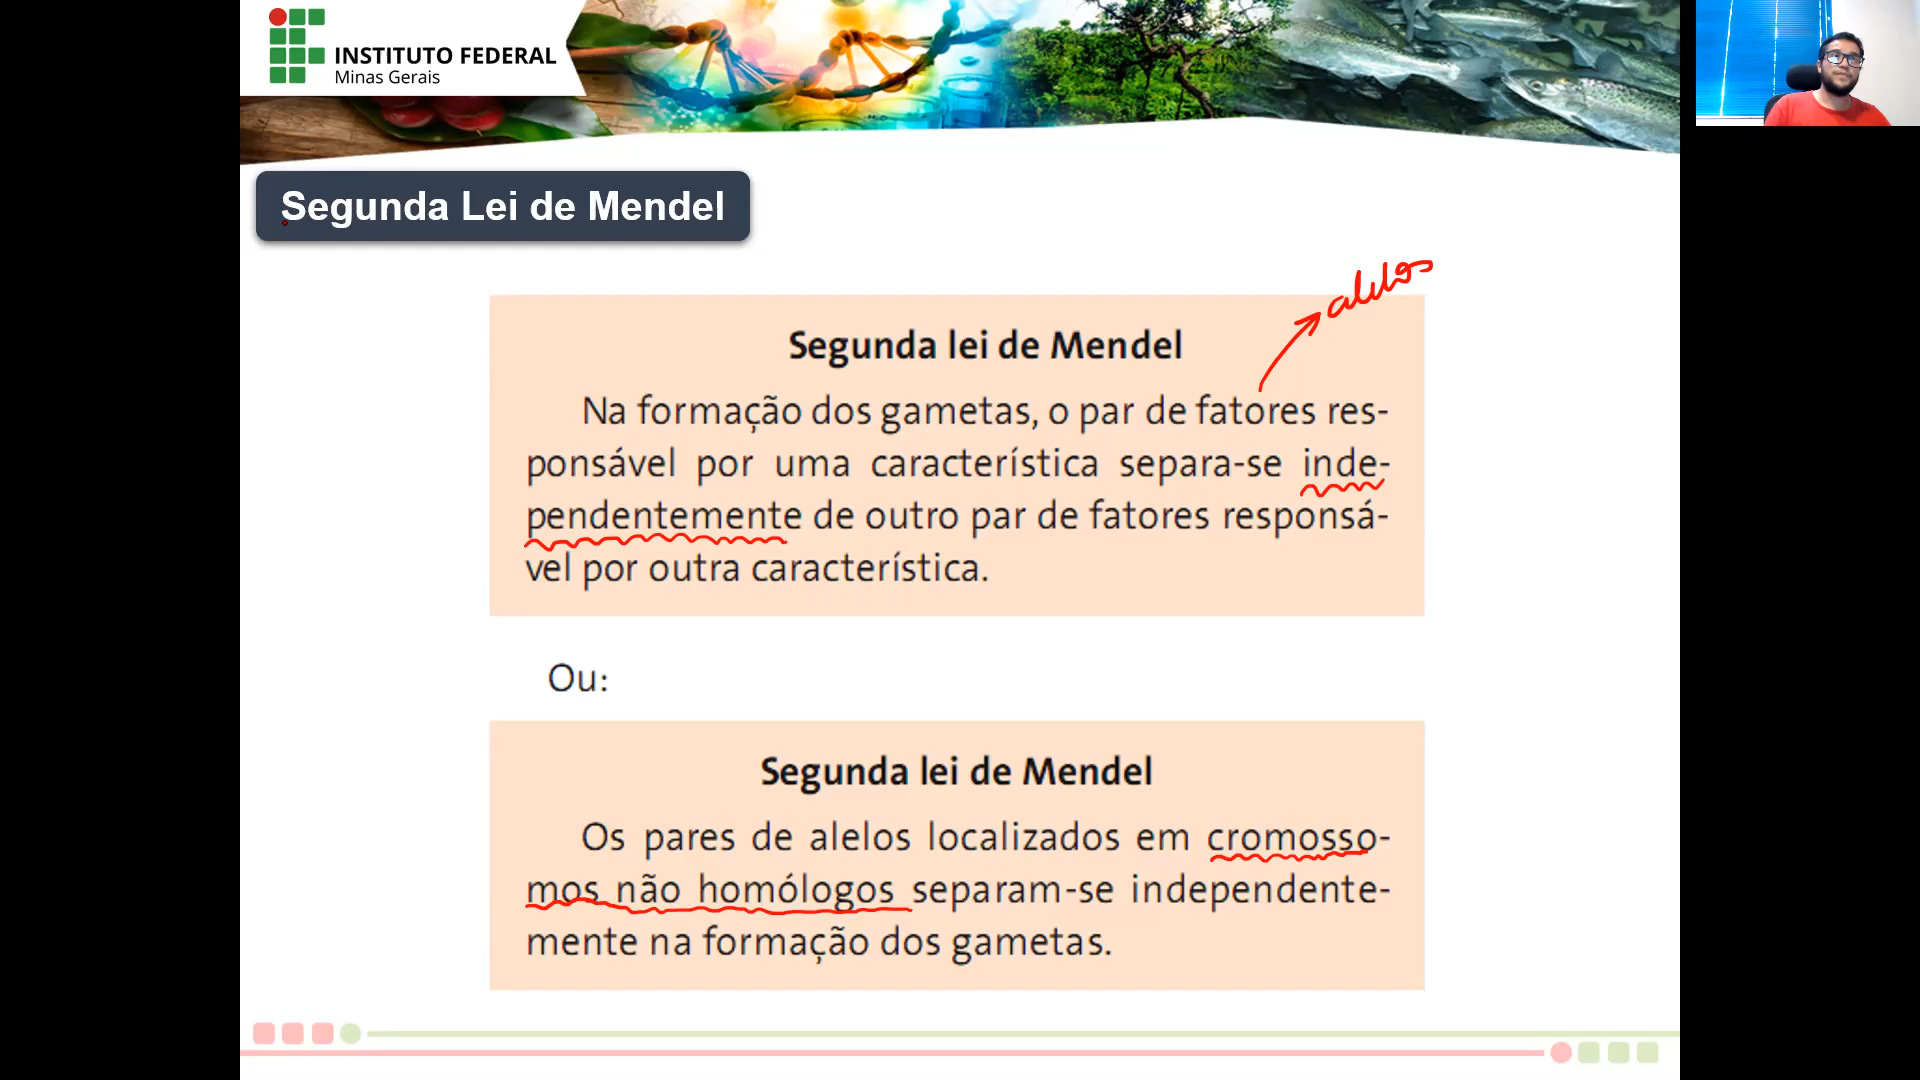 INSTITUTO FEDERAL
Minas Gerais
Segunda Lei de Mendel
alelos
Segunda lei de Mendel
Na formação dos gametas, o par de fatores res-
ponsável por uma característica separa-se inde-
pendentemente de outro par de fatores responsá-
vel por outra característica.
Ou:
Segunda lei de Mendel
Os pares de alelos localizados em cromosso-
mos não homólogos separam-se independente-
mente na formação dos gametas.